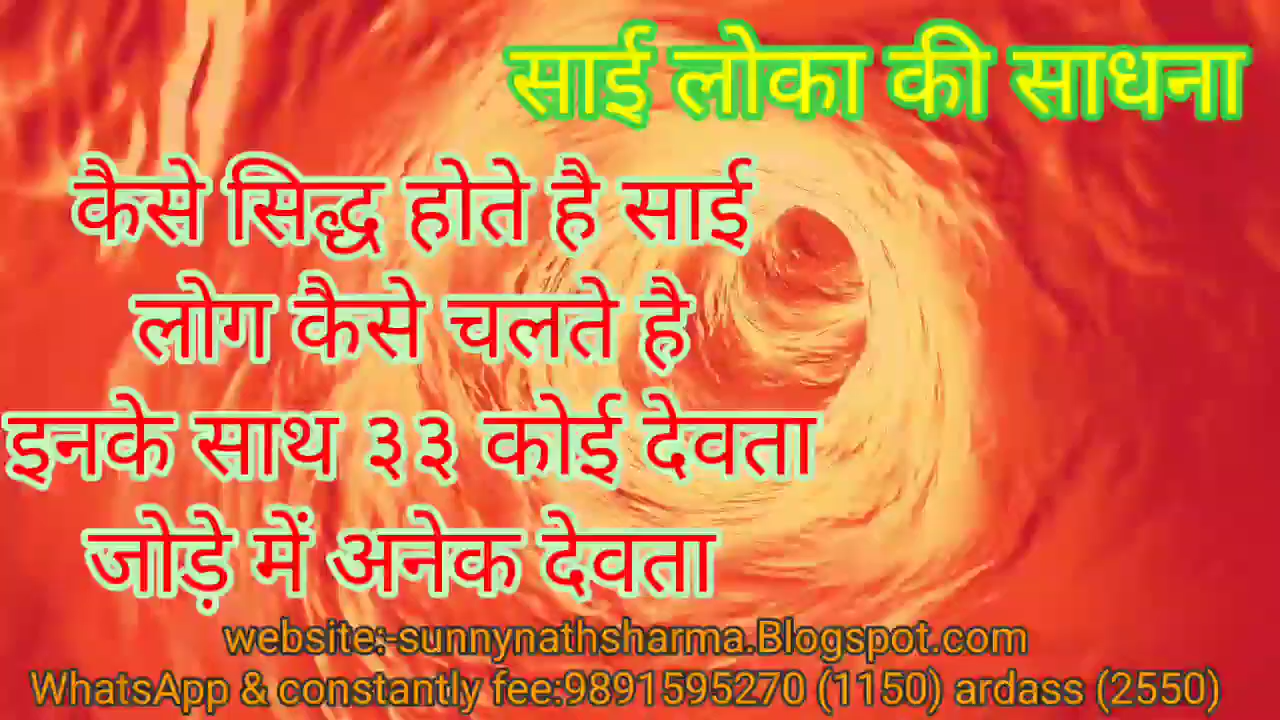 साई लोका की साधना
कैसे सिद्ध होते है साई
लोग कैसे चलते है
इनके साथ ३३ कोई देवता
जोड़े में अनेक देवता
website:-sunnynathsharma.Blogspot.com
WhatsApp & constantly fee:9891595270 (1150) ardass (2550)